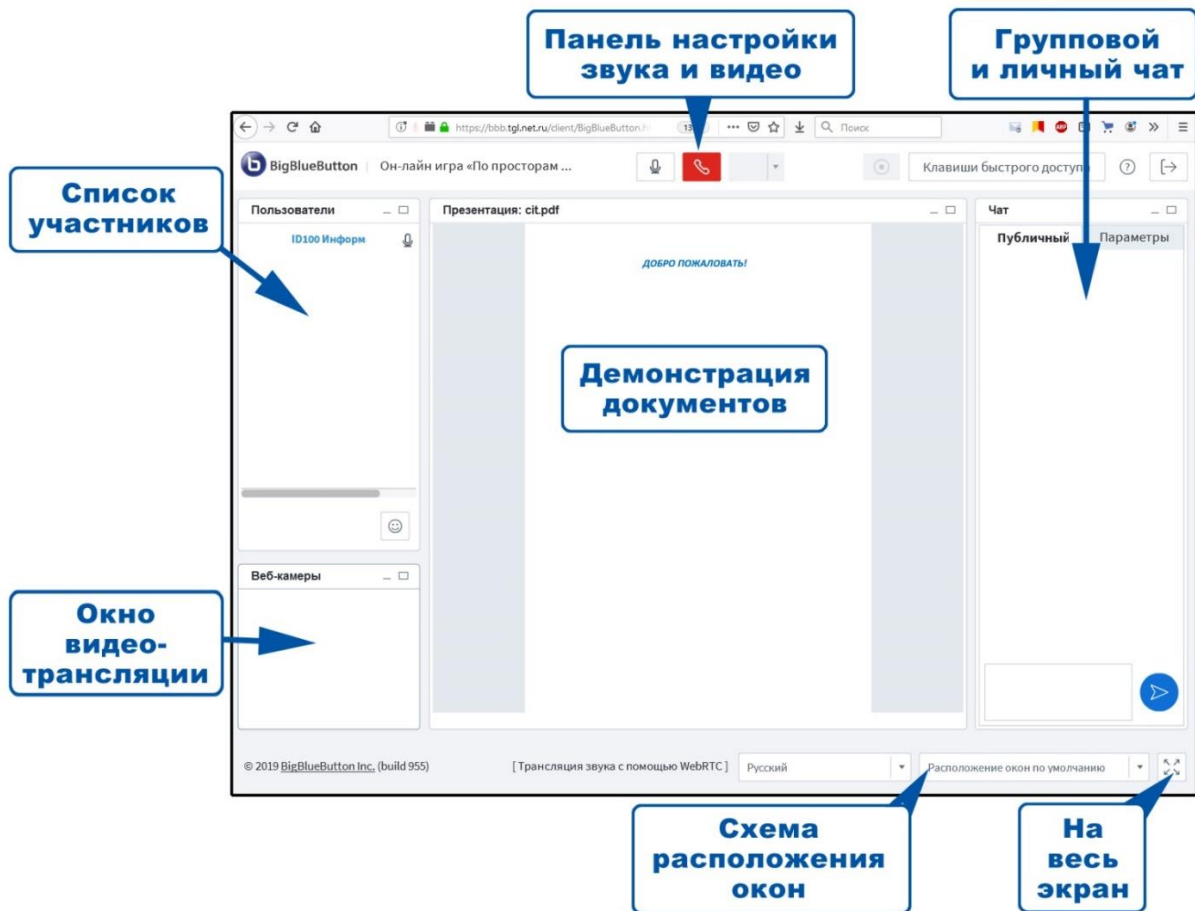 Панель настройки
звука и видео
Групповой
и личный чат
https://bbb.tgl.net.ru/client/BigBlueButton.h
Поиск
BigBlueButton
Он-лайн игра «По просторам ...
Клавиши быстрого доступа
Список
участников
Пользователи
Презентация: cit.pdf
Чат
ID100 Информ
Публичный
Параметры
ДОБРО ПОЖАЛОВАТЬ!
Демонстрация
документов
Веб-камеры
Окно
видео-
трансляции
© 2019 BigBlueButton Inc. (build 955)
[ Трансляция звука с помощью WebRTC ]
Русский
Расположение окон по умолчанию
Схема
расположения
окон
На
весь
экран